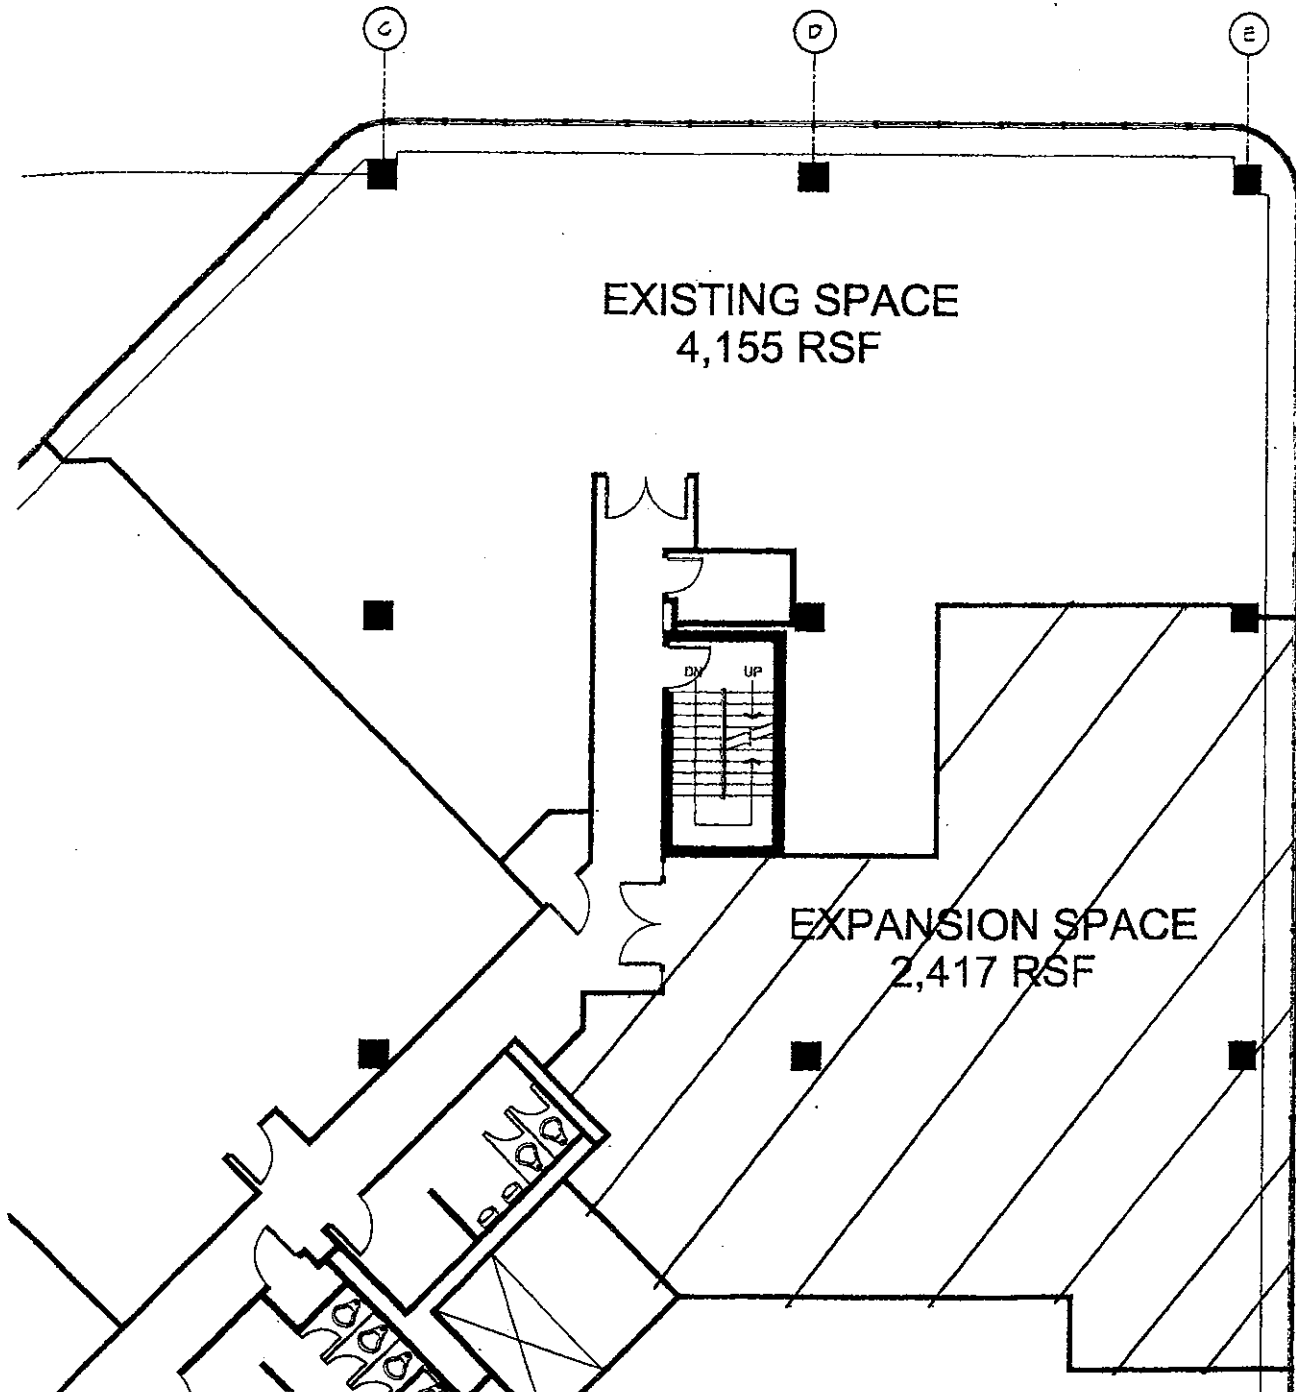 C D E
EXISTING SPACE
4,155 RSF
DN UP
EXPANSION SPACE
2,417 RSF